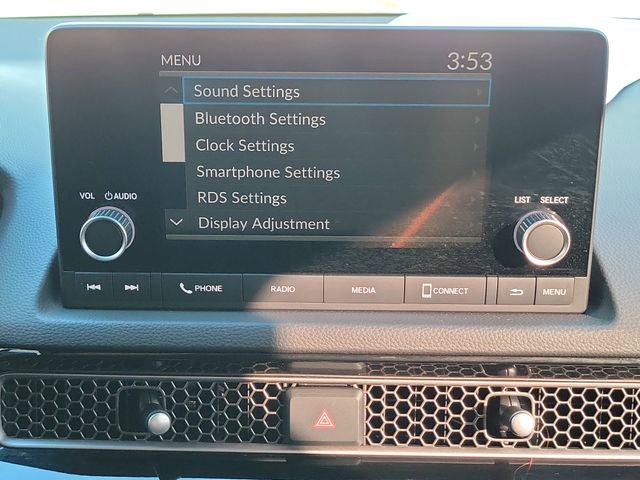 MENU 3:53
Sound Settings
Bluetooth Settings
Clock Settings
Smartphone Settings
RDS Settings
Display Adjustment
VOL AUDIO
LIST SELECT
PHONE RADIO MEDIA CONNECT MENU